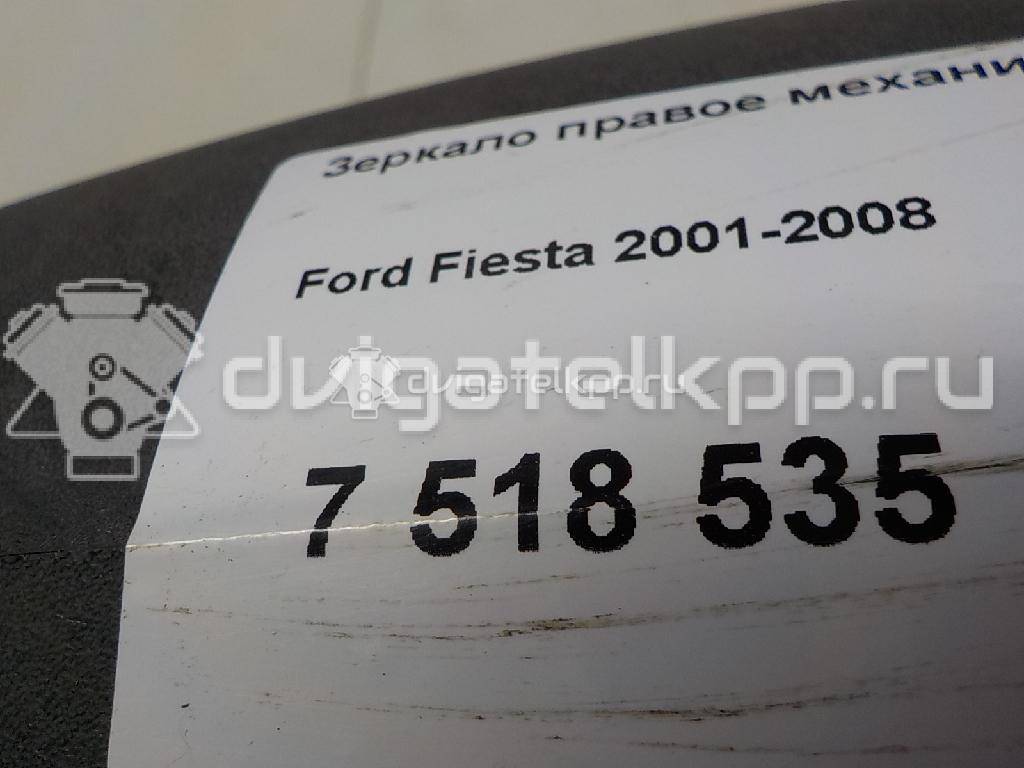 Зеркало правое механи
Ford Fiesta 2001-2008
dvigatelkpp.ru
dvigatelkpp.ru
7 518 535